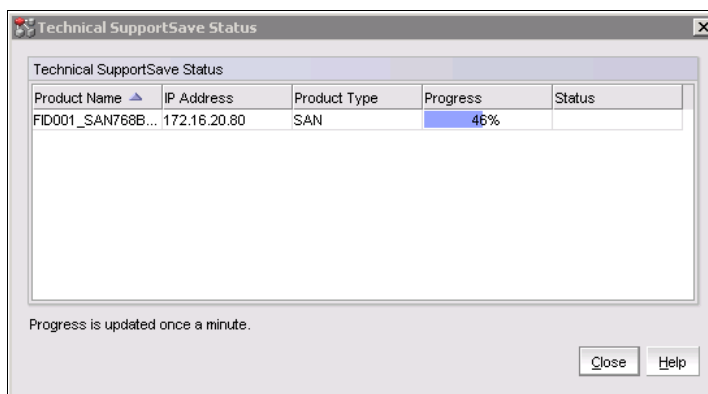 Technical SupportSave Status
Technical SupportSave Status
Product Name IP Address Product Type Progress Status
FID001_SAN768B... 172.16.20.80 SAN 46%
Progress is updated once a minute.
Close Help